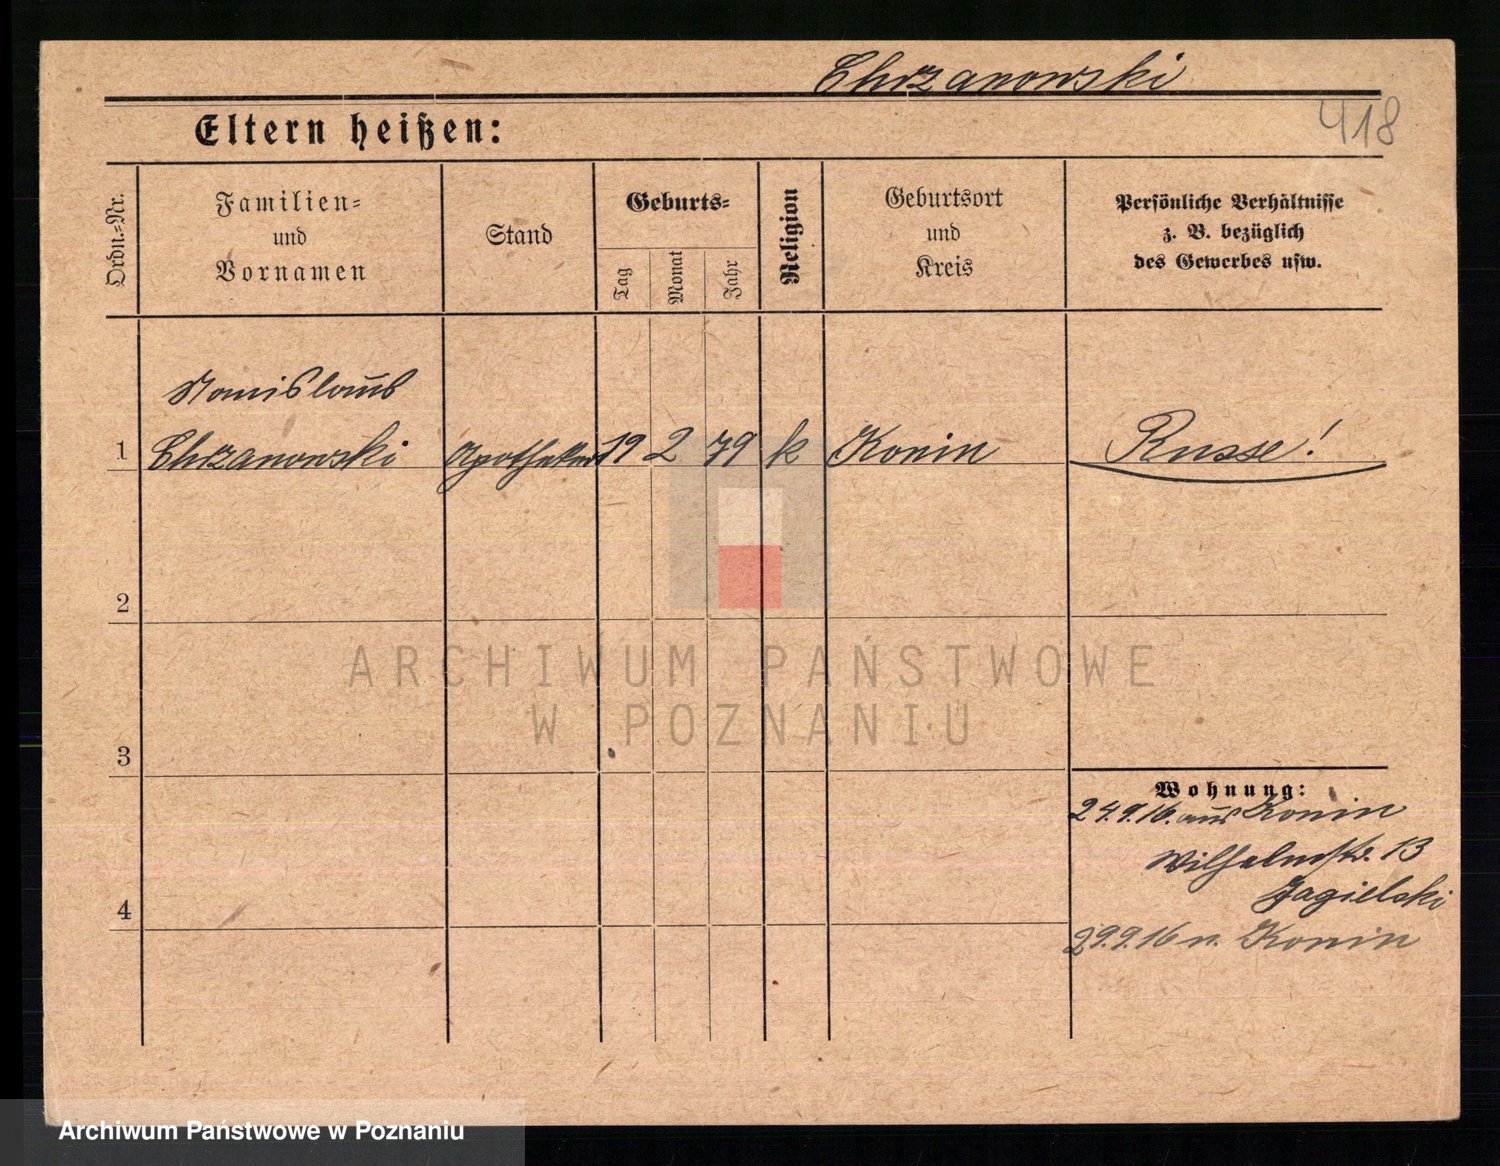 Chrzanowski
418
Eltern heißen:
Ordn.-Nr.
Familien-
und
Vornamen
Stand
Geburts-
Tag
Monat
Jahr
Religion
Geburtsort
und
Kreis
Persönliche Verhältnisse
z. B. bezüglich
des Gewerbes usw.
Stanislaus
1 Chrzanowski Apotheker 19 2 79 k Konin Russe!
2
3
Wohnung:
24.9.16. aus Konin
Wilhelmstr. 13
Jagielski
4
29.9.16 n. Konin
ARCHIWUM PAŃSTWOWE
W POZNANIU
Archiwum Państwowe w Poznaniu